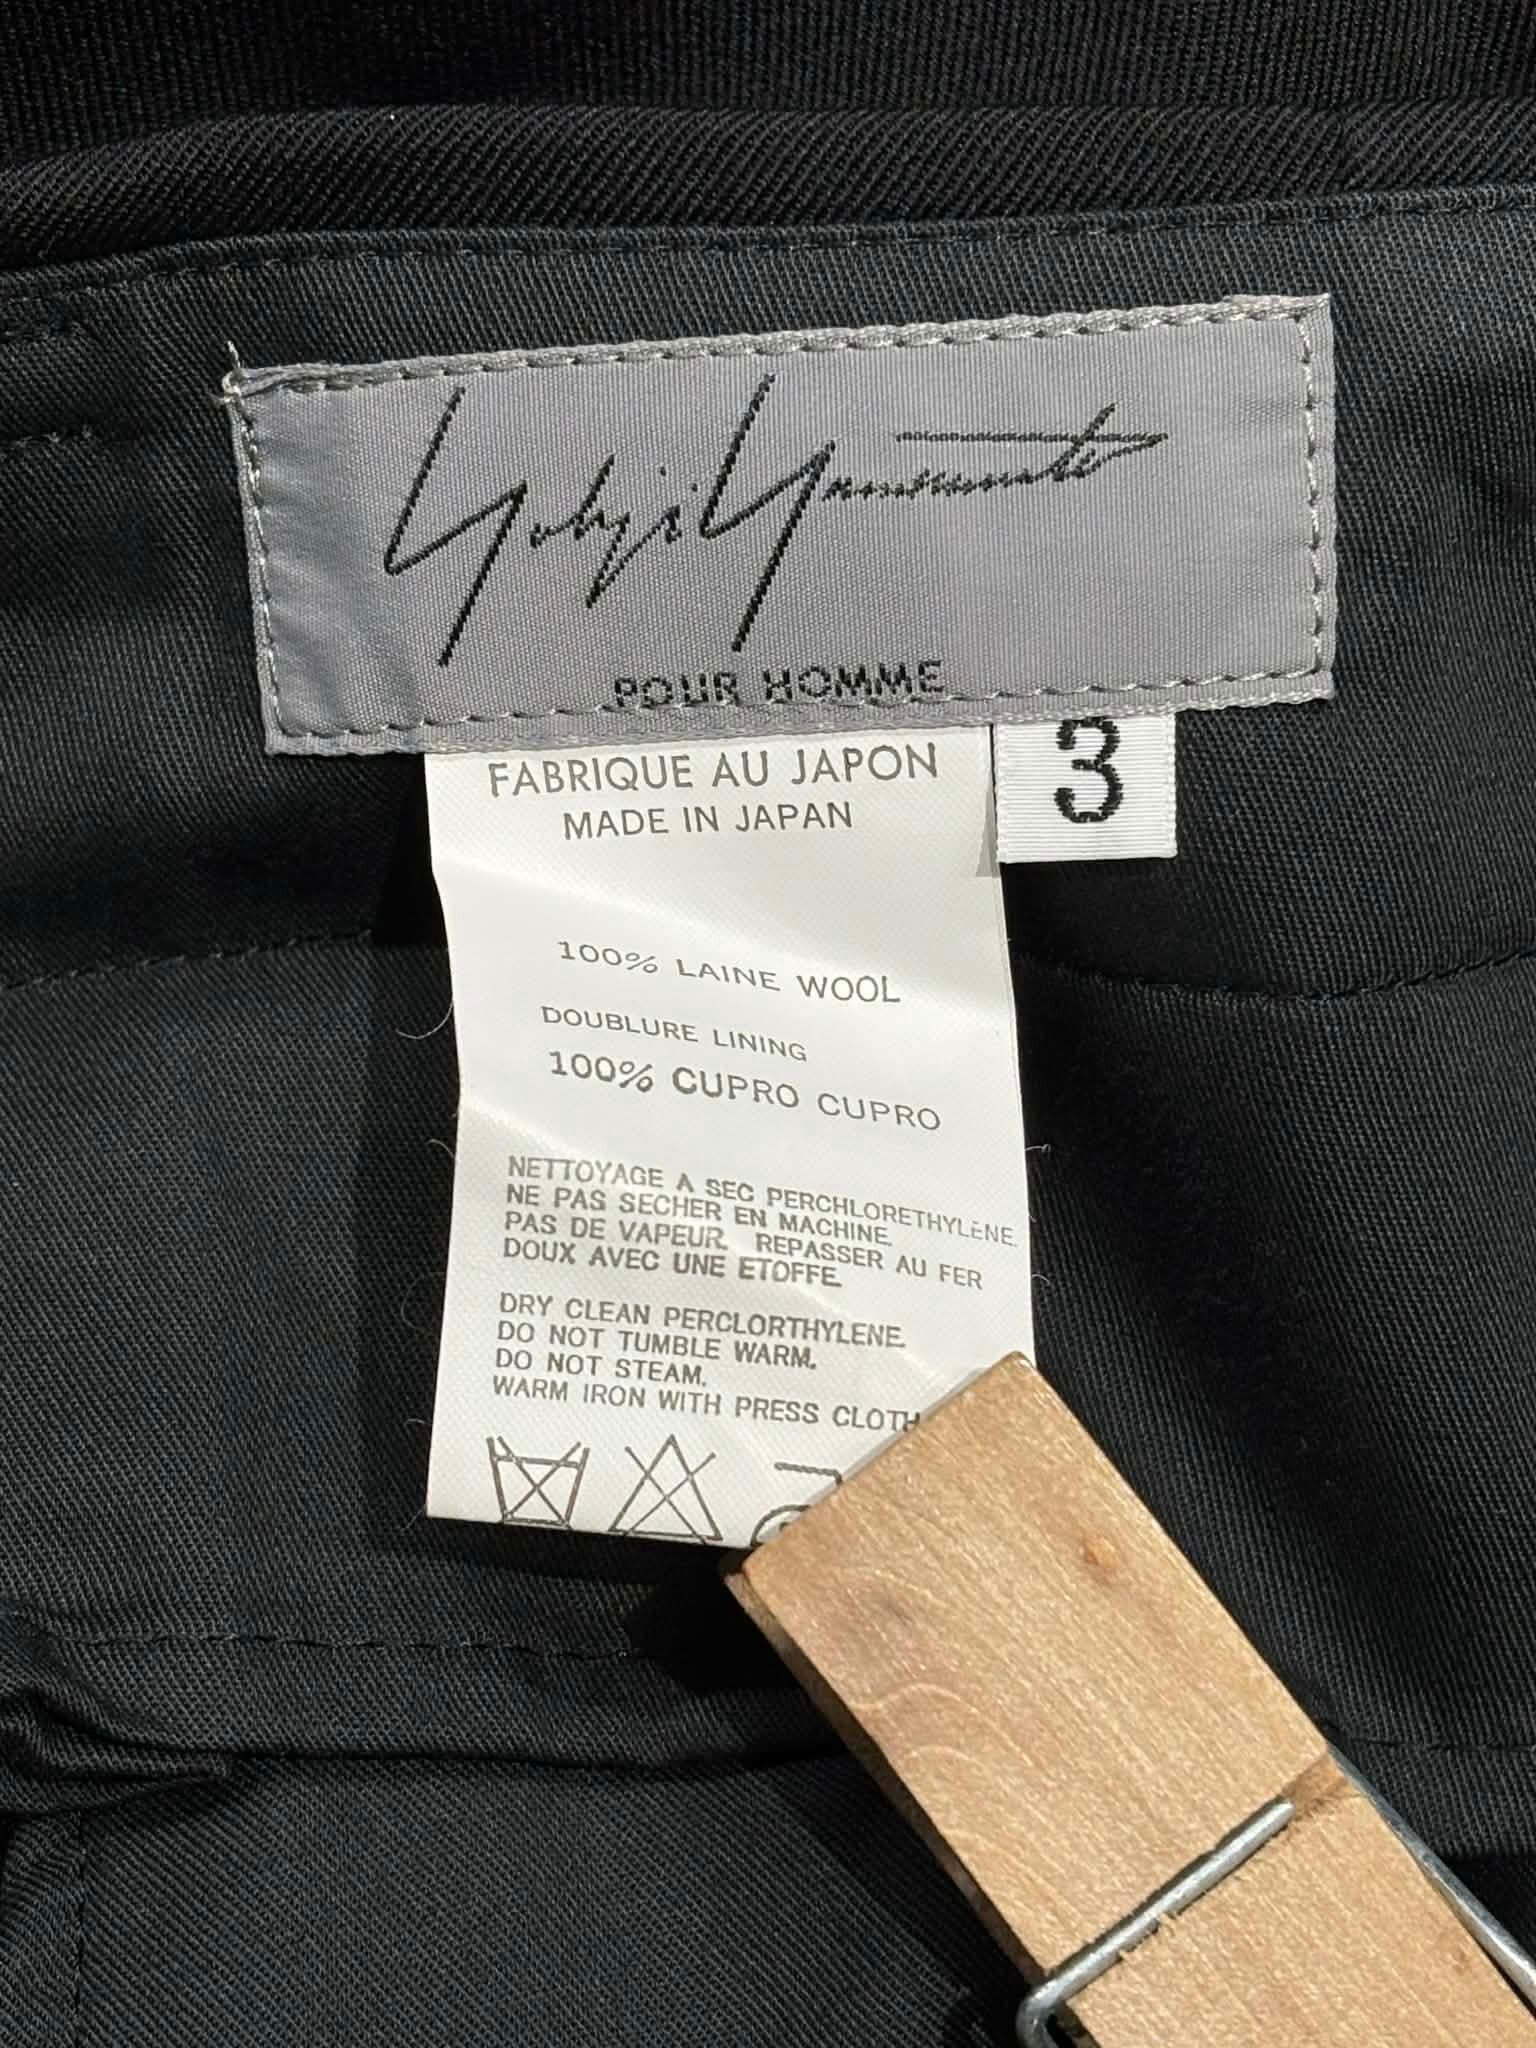 Yohji Yamamoto
POUR HOMME
3
FABRIQUE AU JAPON
MADE IN JAPAN
100% LAINE WOOL
DOUBLURE LINING
100% CUPRO CUPRO
NETTOYAGE A SEC PERCHLORETHYLENE.
NE PAS SECHER EN MACHINE.
PAS DE VAPEUR. REPASSER AU FER
DOUX AVEC UNE ETOFFE.
DRY CLEAN PERCLORTHYLENE.
DO NOT TUMBLE WARM.
DO NOT STEAM.
WARM IRON WITH PRESS CLOTH